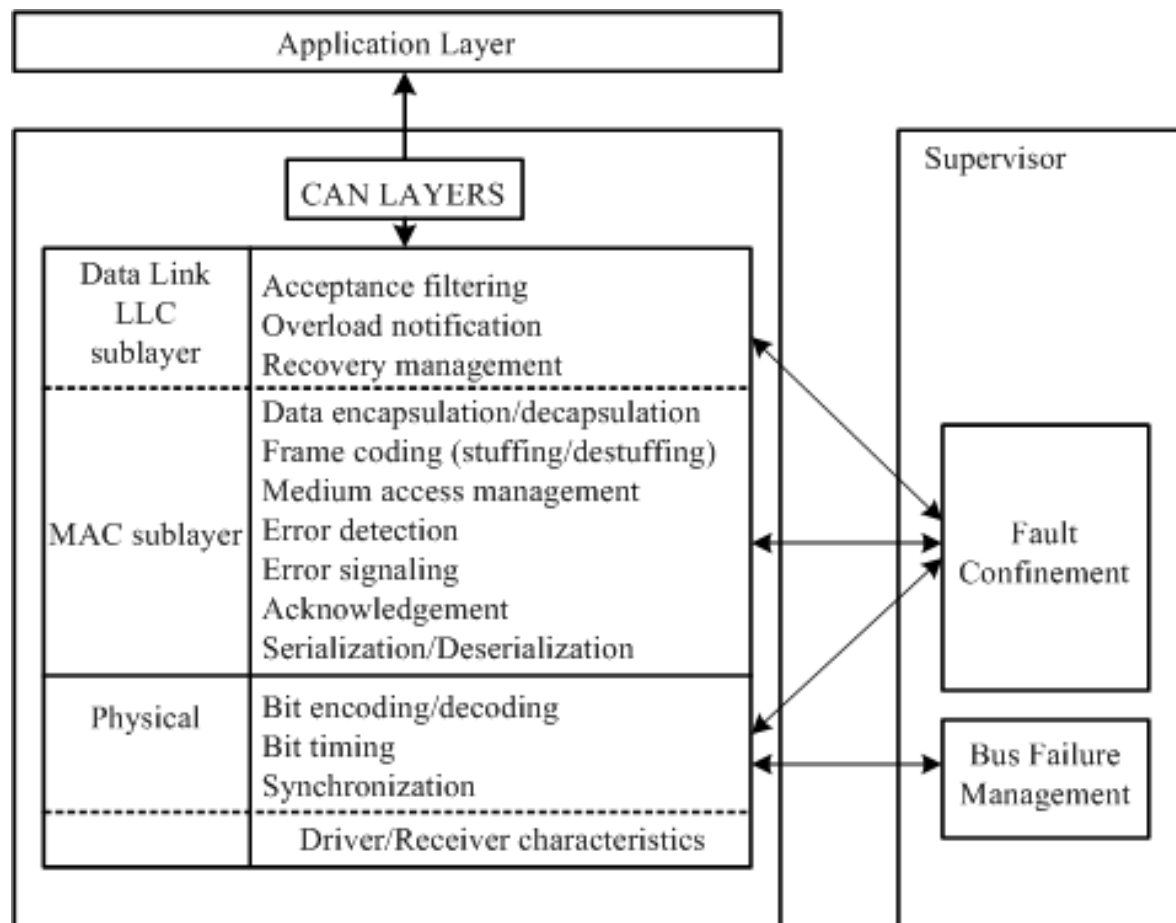 Application Layer
CAN LAYERS
Data Link
LLC
sublayer
Acceptance filtering
Overload notification
Recovery management
MAC sublayer
Data encapsulation/decapsulation
Frame coding (stuffing/destuffing)
Medium access management
Error detection
Error signaling
Acknowledgement
Serialization/Deserialization
Physical
Bit encoding/decoding
Bit timing
Synchronization
Driver/Receiver characteristics
Supervisor
Fault
Confinement
Bus Failure
Management